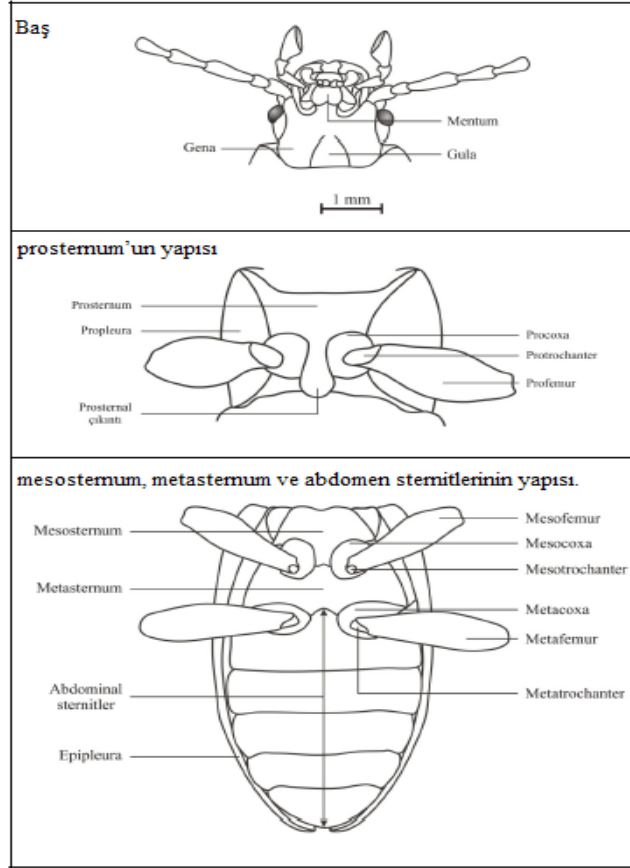 Baş
Mentum
Gena
Gula
1 mm
prosternum’un yapısı
Prosternum
Propleura
Procoxa
Protrochanter
Profemur
Prosternal
çıkıntı
mesosternum, metasternum ve abdomen sternitlerinin yapısı.
Mesosternum
Mesofemur
Mesocoxa
Mesotrochanter
Metasternum
Metacoxa
Metafemur
Abdominal
sternitler
Metatrochanter
Epipleura